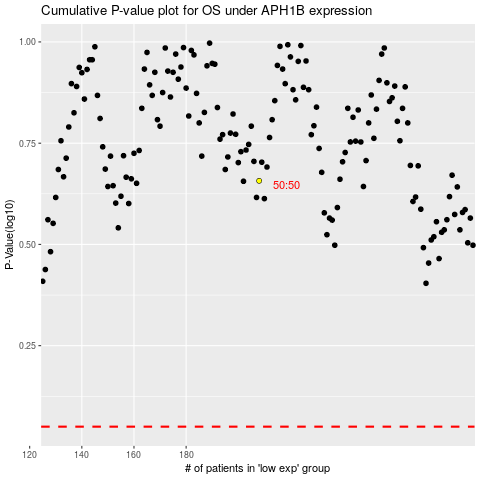 Cumulative P-value plot for OS under APH1B expression
P-Value(log10)
1.00
0.75
0.50
0.25
50:50
120 140 160 180
# of patients in 'low exp' group